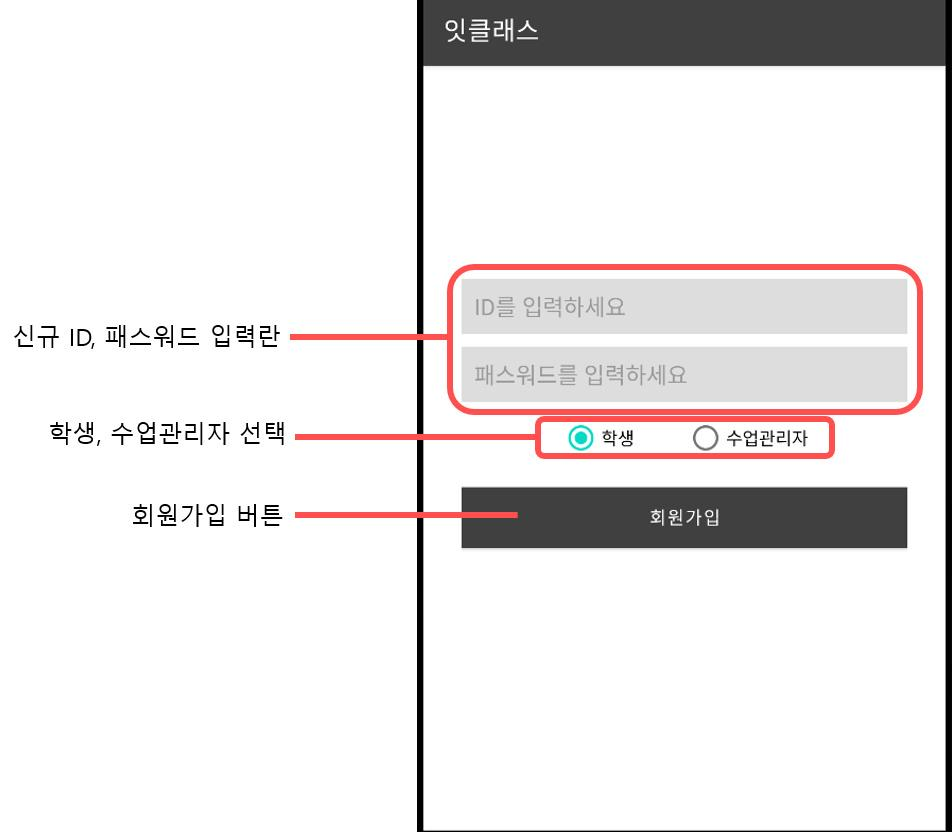 잇클래스
ID를 입력하세요
신규 ID, 패스워드 입력란
패스워드를 입력하세요
학생, 수업관리자 선택
학생
수업관리자
회원가입 버튼
회원가입